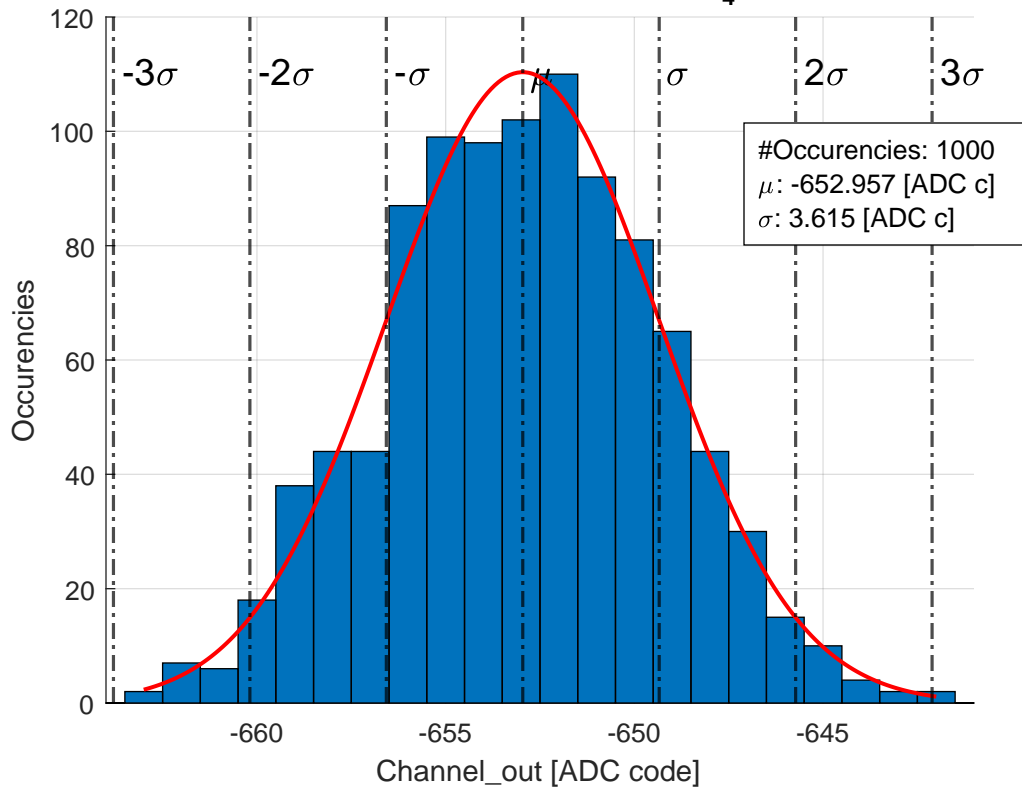 4
120
100
80
60
40
20
0
-3σ -2σ -σ μ σ 2σ 3σ
#Occurencies: 1000
μ: -652.957 [ADC c]
σ: 3.615 [ADC c]
Occurencies
-660 -655 -650 -645
Channel_out [ADC code]